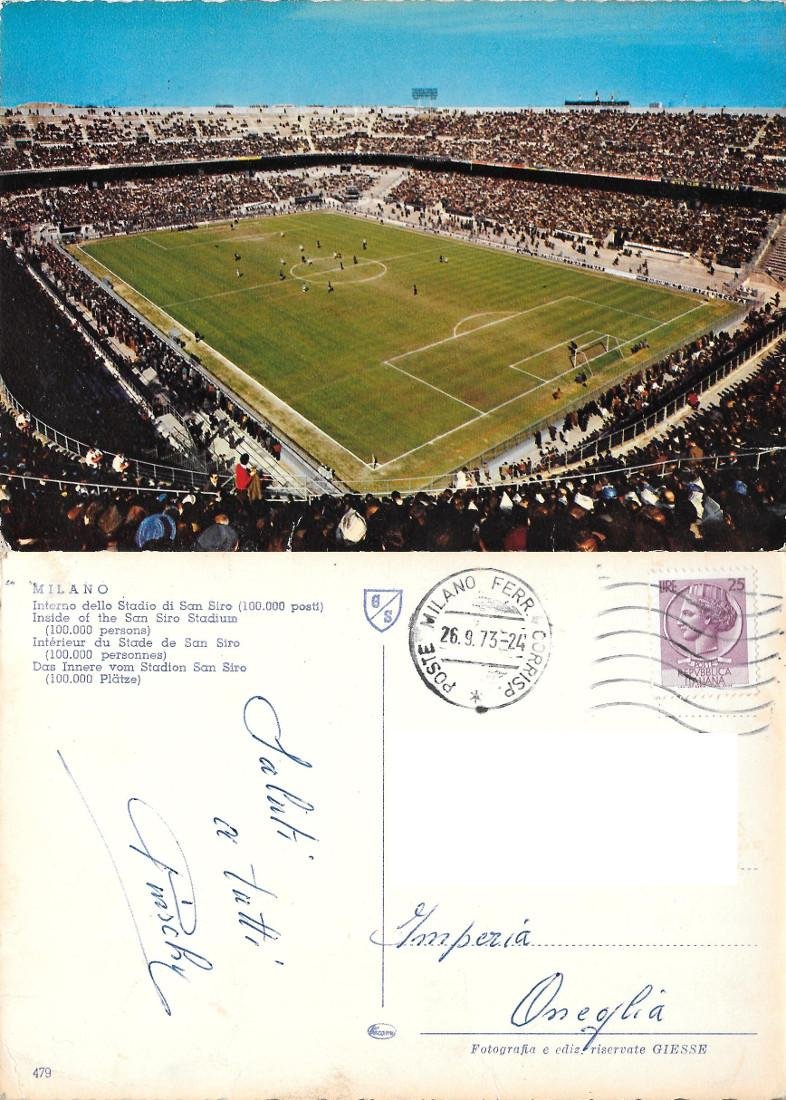 MILANO
Interno dello Stadio di San Siro (100.000 posti)
Inside of the San Siro Stadium
(100.000 persons)
Intérieur du Stade de San Siro
(100.000 personnes)
Das Innere vom Stadion San Siro
(100.000 Plätze)
G S
POSTE MILANO FERR. CORRISP.
26.9.73-24
LIRE 25
POSTE
REPVBBLICA
ITALIANA
Saluti
a tutti
Imperia
Oneglia
Fotografia e ediz. riservate GIESSE
479